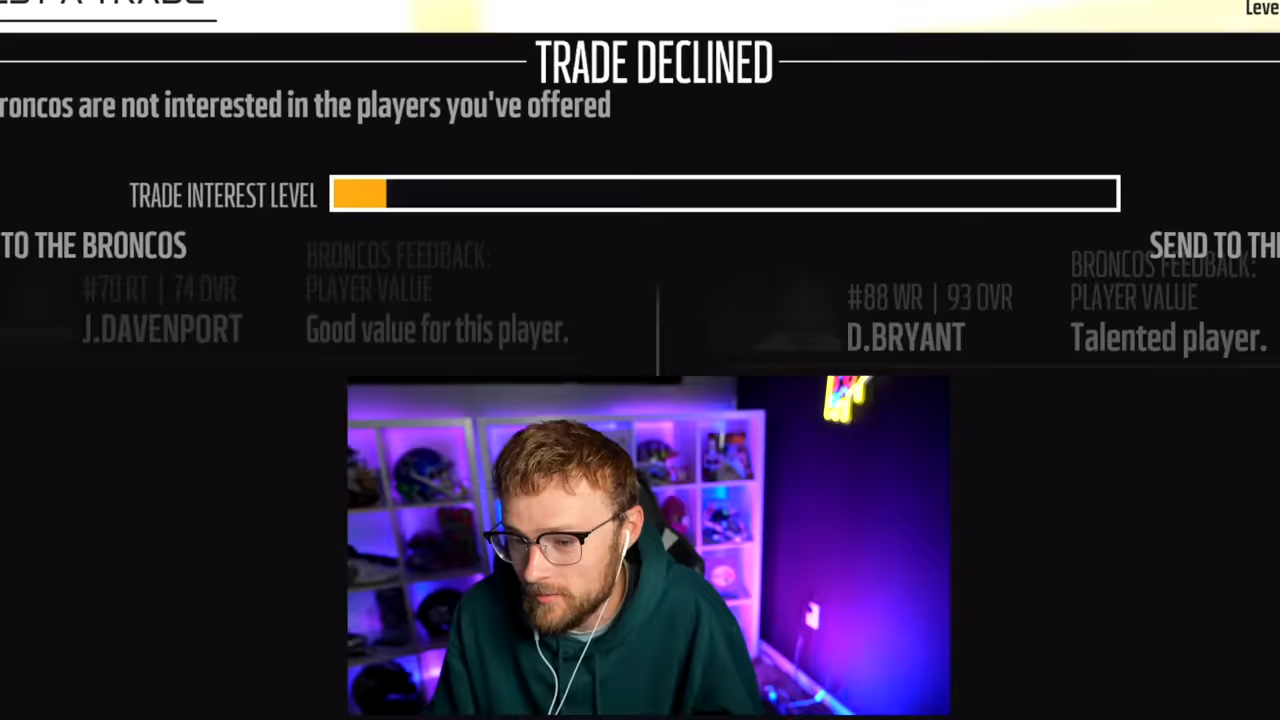 Leve
TRADE DECLINED
roncos are not interested in the players you've offered
TRADE INTEREST LEVEL
TO THE BRONCOS
SEND TO TH
BRONCOS FEEDBACK:
#70 RT | 74 OVR
PLAYER VALUE
J.DAVENPORT
Good value for this player.
BRONCOS FEEDBACK:
#88 WR | 93 OVR
PLAYER VALUE
D.BRYANT
Talented player.